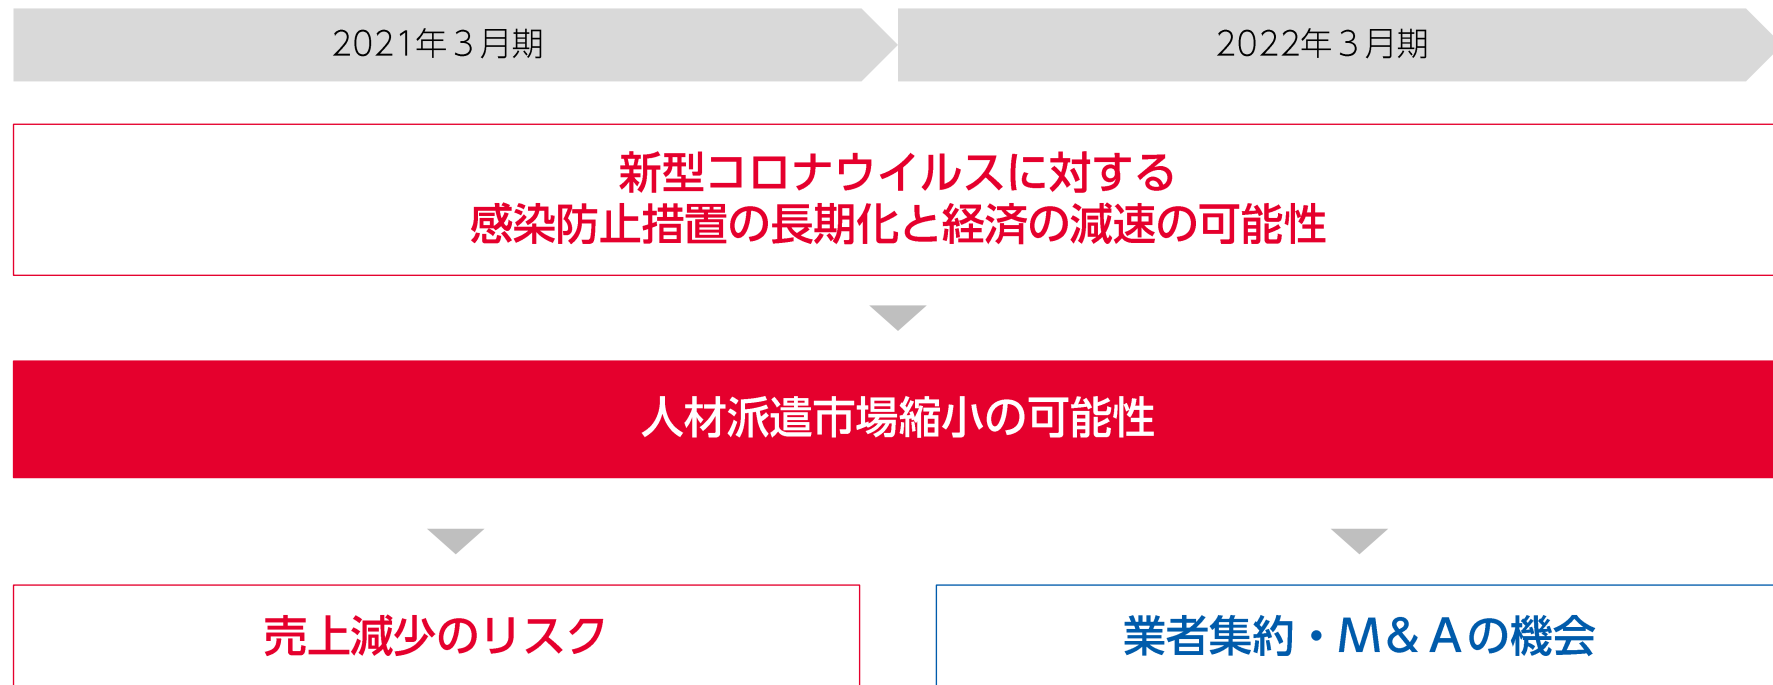 2021年３月期
2022年３月期
新型コロナウイルスに対する
感染防止措置の長期化と経済の減速の可能性
人材派遣市場縮小の可能性
売上減少のリスク
業者集約・Ｍ＆Ａの機会